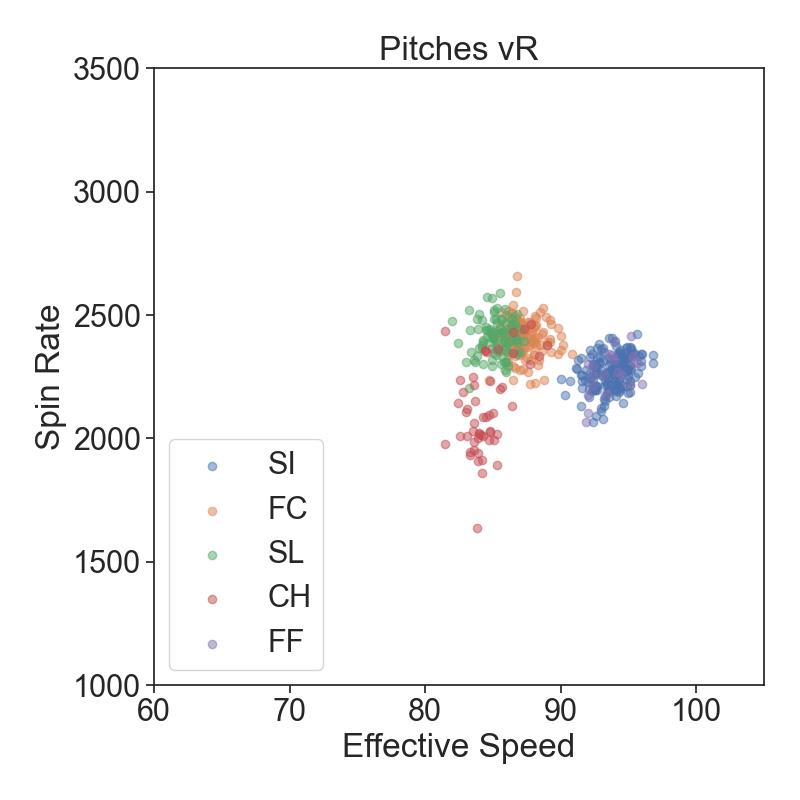 Pitches vR
3500
3000
2500
2000
1500
1000
Spin Rate
SI
FC
SL
CH
FF
60 70 80 90 100
Effective Speed